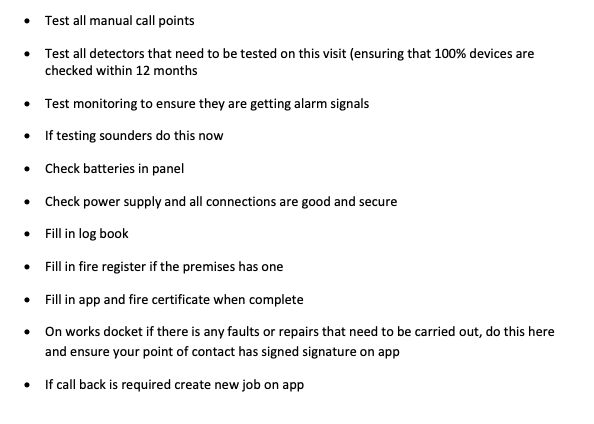 • Test all manual call points
• Test all detectors that need to be tested on this visit (ensuring that 100% devices are
checked within 12 months
• Test monitoring to ensure they are getting alarm signals
• If testing sounders do this now
• Check batteries in panel
• Check power supply and all connections are good and secure
• Fill in log book
• Fill in fire register if the premises has one
• Fill in app and fire certificate when complete
• On works docket if there is any faults or repairs that need to be carried out, do this here
and ensure your point of contact has signed signature on app
• If call back is required create new job on app